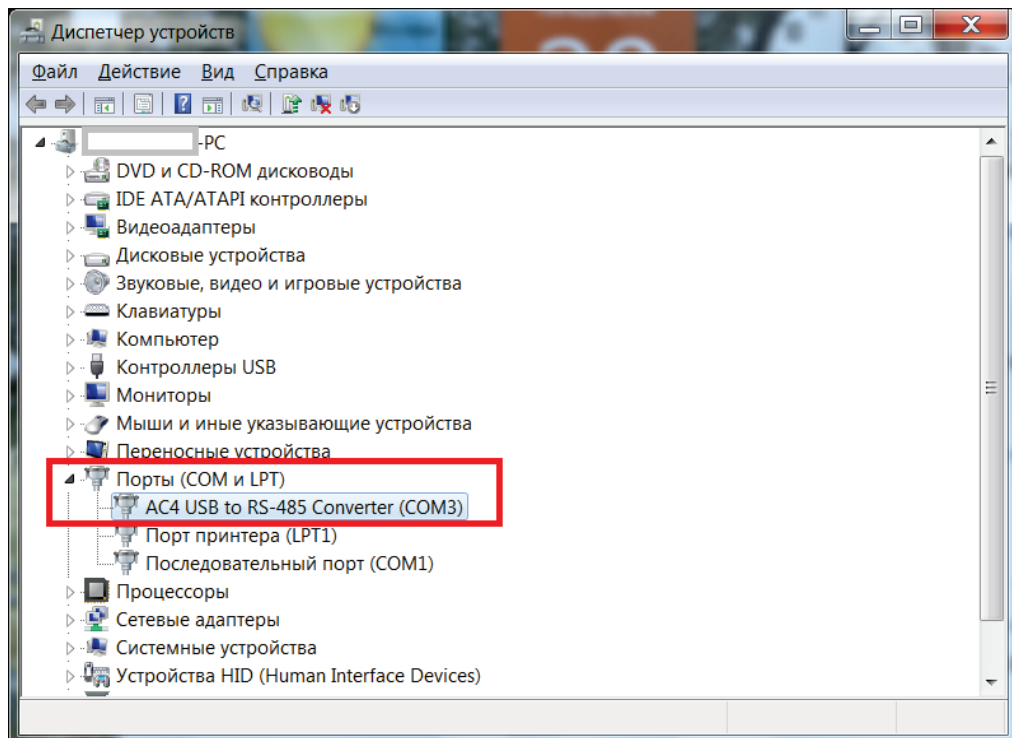 Диспетчер устройств
Файл Действие Вид Справка
-PC
DVD и CD-ROM дисководы
IDE ATA/ATAPI контроллеры
Видеоадаптеры
Дисковые устройства
Звуковые, видео и игровые устройства
Клавиатуры
Компьютер
Контроллеры USB
Мониторы
Мыши и иные указывающие устройства
Переносные устройства
Порты (COM и LPT)
AC4 USB to RS-485 Converter (COM3)
Порт принтера (LPT1)
Последовательный порт (COM1)
Процессоры
Сетевые адаптеры
Системные устройства
Устройства HID (Human Interface Devices)